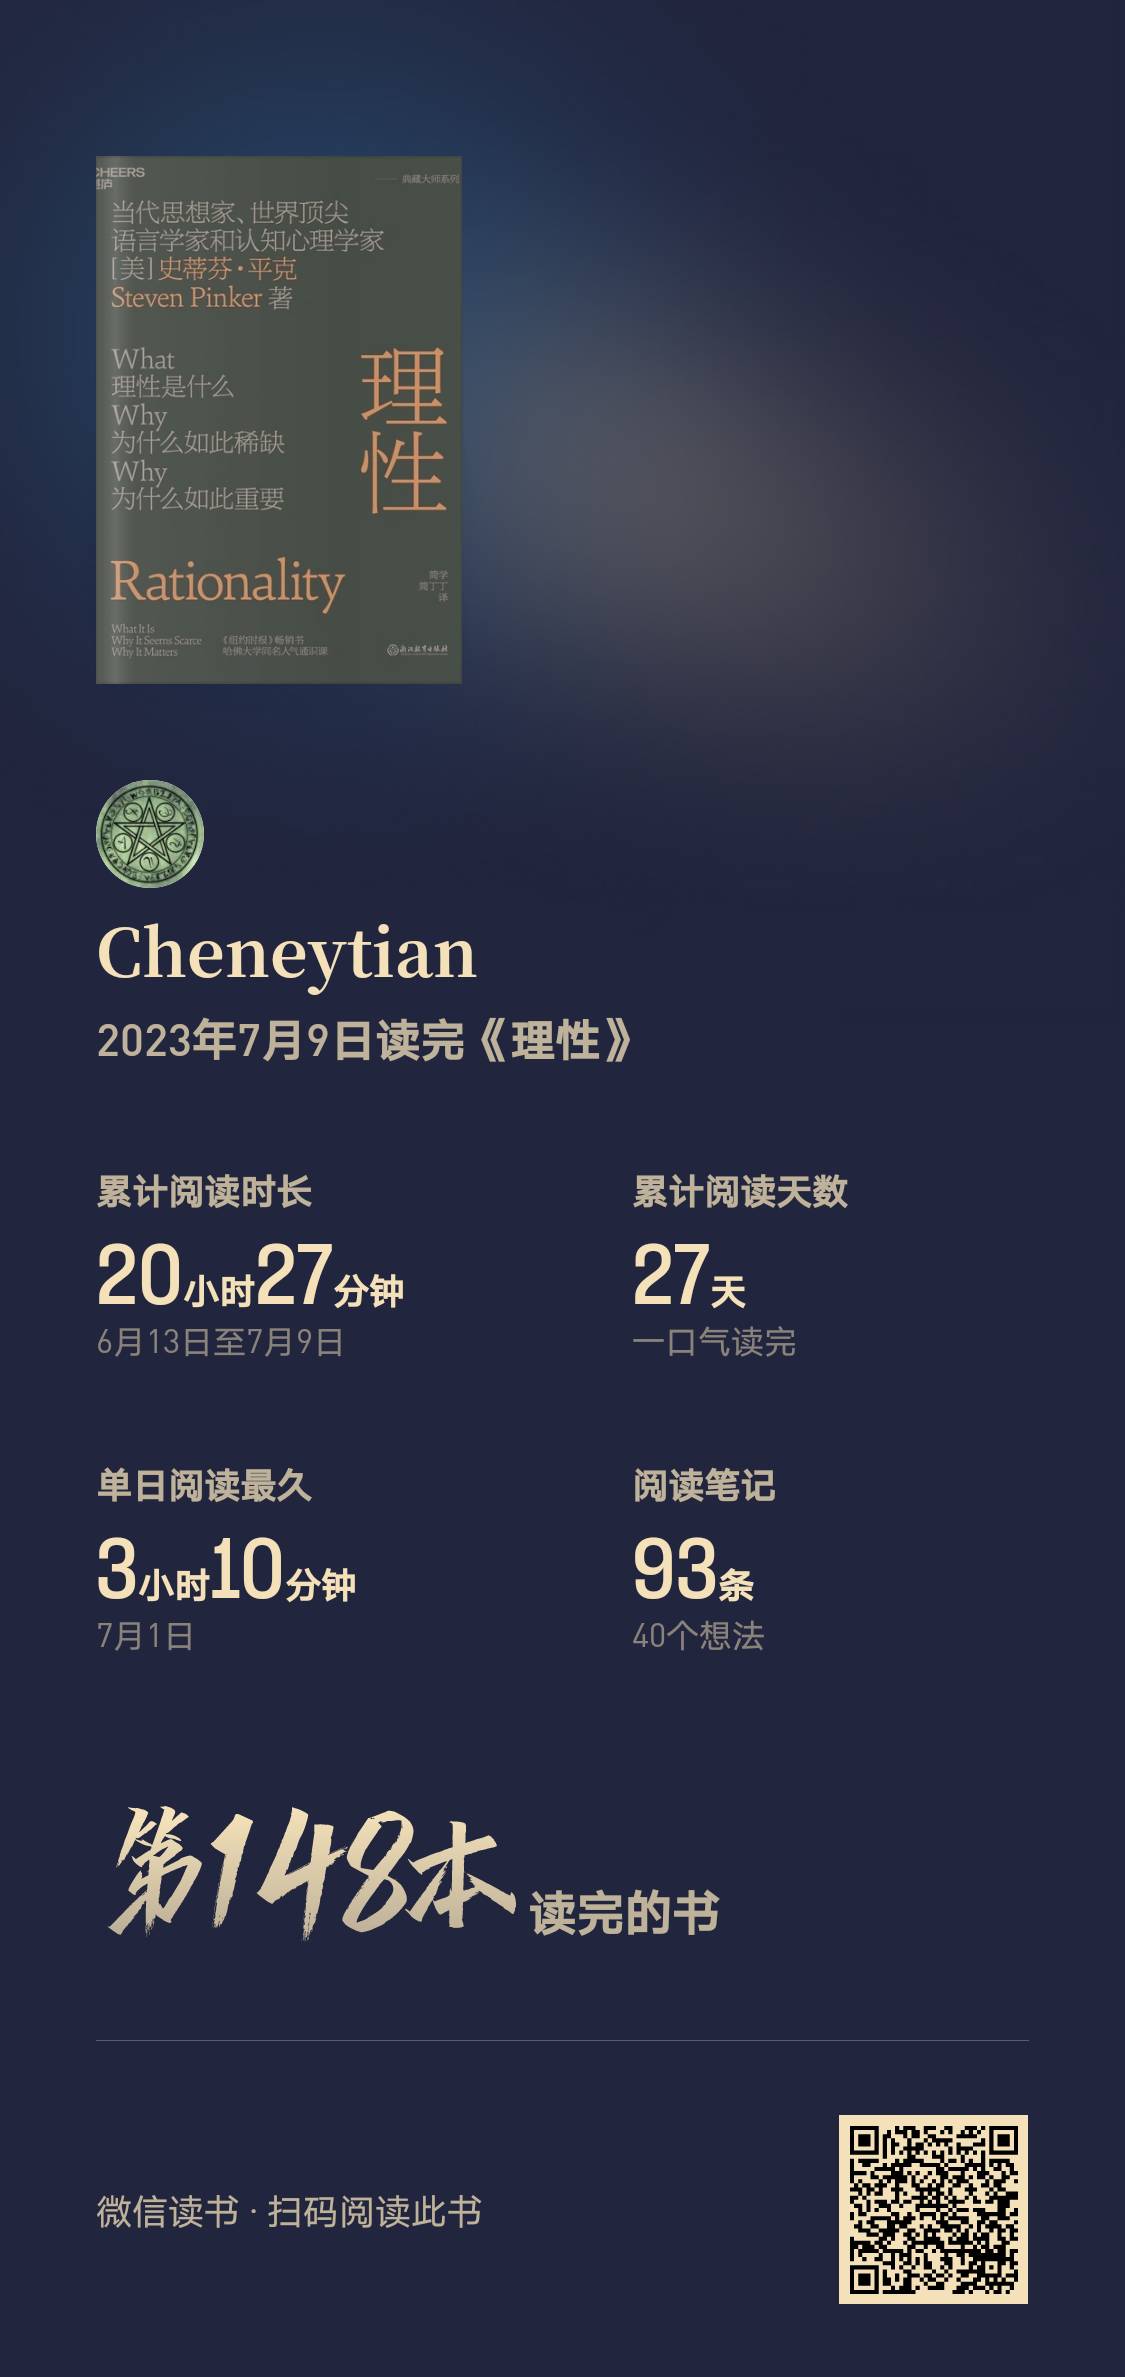 CHEERS
湛庐
典藏大师系列
当代思想家、世界顶尖
语言学家和认知心理学家
[美] 史蒂芬·平克
Steven Pinker 著
What
理性是什么
Why
为什么如此稀缺
Why
为什么如此重要
理性
Rationality
简学
简丁丁
译
What It Is
Why It Seems Scarce
Why It Matters
《纽约时报》畅销书
哈佛大学同名人气通识课
浙江教育出版社
Cheneytian
2023年7月9日读完《理性》
累计阅读时长
20小时27分钟
6月13日至7月9日
累计阅读天数
27天
一口气读完
单日阅读最久
3小时10分钟
7月1日
阅读笔记
93条
40个想法
第148本 读完的书
微信读书 · 扫码阅读此书